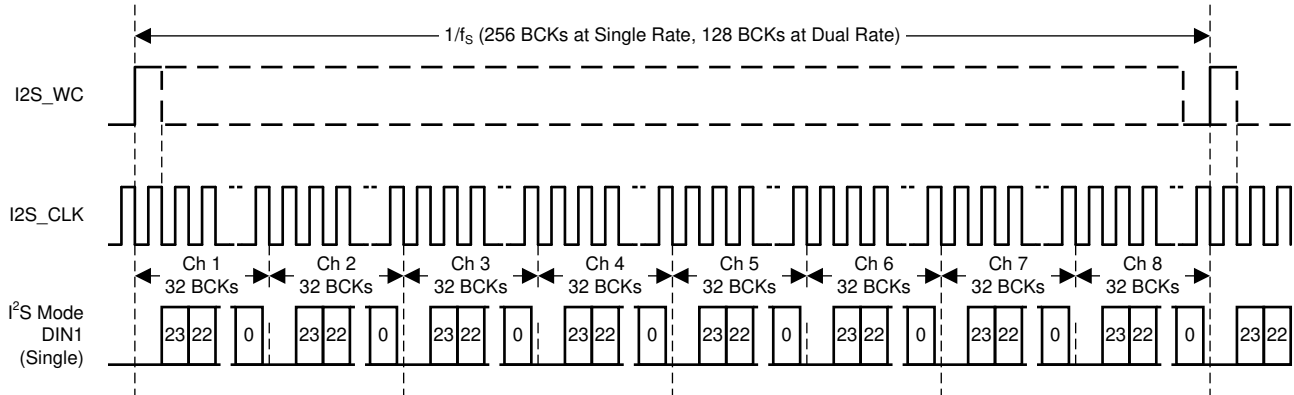 1/fS (256 BCKs at Single Rate, 128 BCKs at Dual Rate)
I2S_WC
I2S_CLK
Ch 1 Ch 2 Ch 3 Ch 4 Ch 5 Ch 6 Ch 7 Ch 8
32 BCKs 32 BCKs 32 BCKs 32 BCKs 32 BCKs 32 BCKs 32 BCKs 32 BCKs
I²S Mode
DIN1
(Single)
23 22 0 23 22 0 23 22 0 23 22 0 23 22 0 23 22 0 23 22 0 23 22 0 23 22